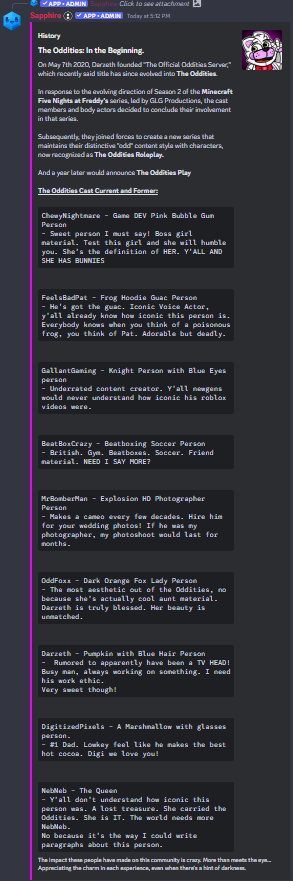 APP • ADMIN Click to see attachment
Sapphira APP • ADMIN Today at 5:12 PM
History
The Oddities: In the Beginning.
On May 7th 2020, Darzeth founded "The Official Oddities Server,"
which recently said title has since evolved into The Oddities.
In response to the evolving direction of Season 2 of the Minecraft
Five Nights at Freddy's series, led by GLG Productions, the cast
members and body actors decided to conclude their involvement
in that series.
Subsequently, they joined forces to create a new series that
maintains their distinctive "odd" content style with characters,
now recognized as The Oddities Roleplay.
And a year later would announce The Oddities Play
The Oddities Cast Current and Former:
ChewyNightmare - Game DEV Pink Bubble Gum
Person
- Sweet person I must say! Boss girl
material. Test this girl and she will humble
you. She's the definition of HER. Y'ALL AND
SHE HAS BUNNIES
FeelsBadPat - Frog Hoodie Guac Person
- He's got the guac. Iconic Voice Actor,
y'all already know how iconic this person is.
Everybody knows when you think of a poisonous
frog, you think of Pat. Adorable but deadly.
GallantGaming - Knight Person with Blue Eyes
person
- Underrated content creator. Y'all newgens
would never understand how iconic his roblox
videos were.
BeatBoxCrazy - Beatboxing Soccer Person
- British. Gym. Beatboxes. Soccer. Friend
material. NEED I SAY MORE?
MrBomberMan - Explosion HD Photographer
Person
- Makes a cameo every few decades. Hire him
for your wedding photos! If he was my
photographer, my photoshoot would last for
months.
OddFoxx - Dark Orange Fox Lady Person
- The most aesthetic out of the Oddities, no
because she's actually cool aunt material.
Darzeth is truly blessed. Her beauty is
unmatched.
Darzeth - Pumpkin with Blue Hair Person
- Rumored to apparently have been a TV HEAD!
Busy man, always working on something. I need
his work ethic.
Very sweet though!
DigitizedPixels - A Marshmallow with glasses
person.
- #1 Dad. Lowkey feel like he makes the best
hot cocoa. Digi we love you!
NebNeb - The Queen
- Y'all don't understand how iconic this
person was. A lost treasure. She carried the
Oddities. She is IT. The world needs more
NebNeb.
No because it's the way I could write
paragraphs about this person.
The impact these people have made on this community is crazy. More than meets the eye...
Appreciating the charm in each experience, even when there's a hint of darkness.